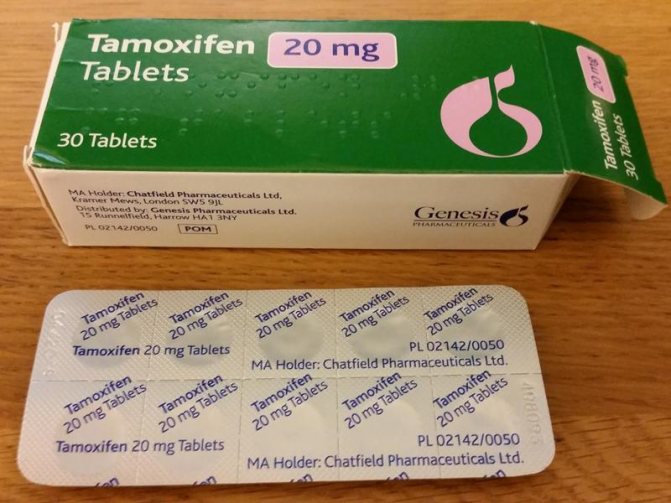 Tamoxifen 20 mg
Tablets
30 Tablets
Tamoxifen 20 mg
30 Tablets
MA Holder: Chatfield Pharmaceuticals Ltd,
Kramer Mews, London SW5 9JL
Distributed by: Genesis Pharmaceuticals Ltd.
15 Runnelfield, Harrow HA1 3NY
PL 02142/0050 POM
Genesis
PHARMACEUTICALS
Tamoxifen
20 mg Tablets
Tamoxifen
20 mg Tablets
Tamoxifen
20 mg Tablets
Tamoxifen
20 mg Tablets
Tamoxifen
20 mg Tablets
Tamoxifen 20 mg Tablets
PL 02142/0050
MA Holder: Chatfield Pharmaceuticals Ltd.
Tamoxifen
20 mg Tablets
Tamoxifen
20 mg Tablets
Tamoxifen
20 mg Tablets
Tamoxifen
20 mg Tablets
Tamoxifen
20 mg Tablets
Tamoxifen 20 mg Tablets
PL 02142/0050
MA Holder: Chatfield Pharmaceuticals Ltd.